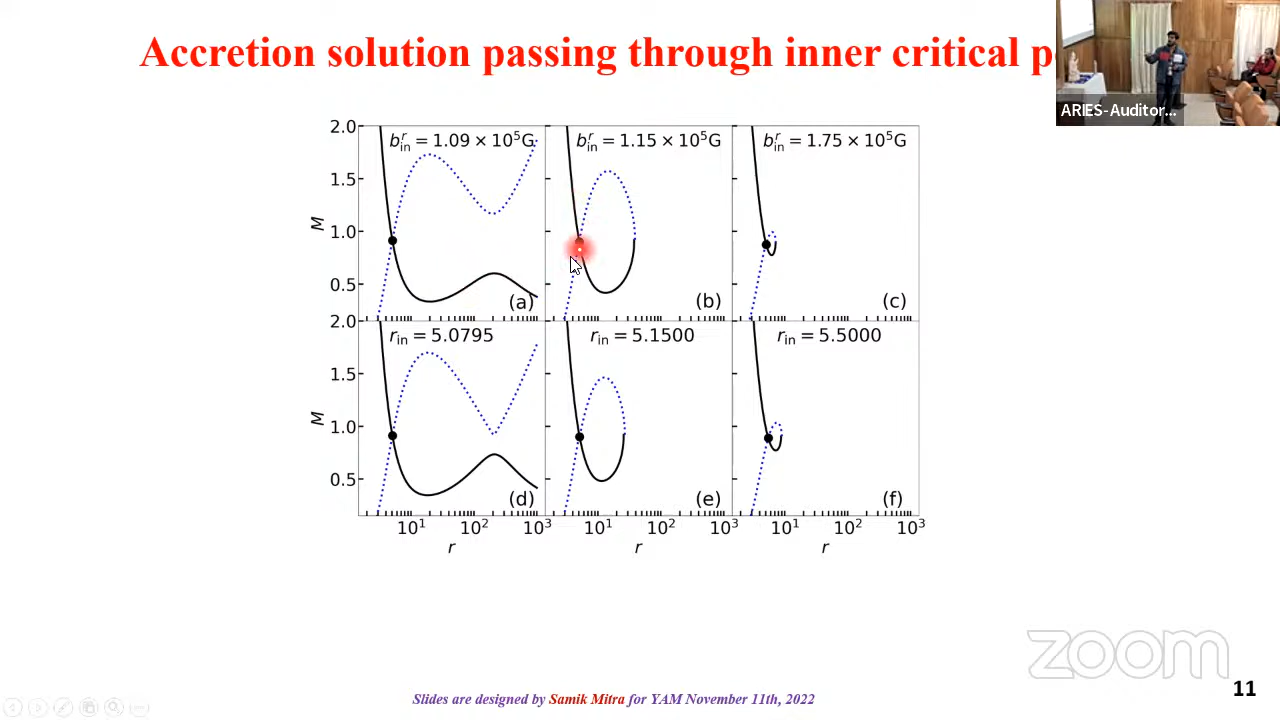 Accretion solution passing through inner critical p
ARIES-Auditor...
2.0
1.5
1.0
0.5
M
b^r_in = 1.09 × 10^5G
(a)
b^r_in = 1.15 × 10^5G
(b)
b^r_in = 1.75 × 10^5G
(c)
2.0
1.5
1.0
0.5
M
r_in = 5.0795
(d)
r_in = 5.1500
(e)
r_in = 5.5000
(f)
10^1 10^2 10^3 10^1 10^2 10^3 10^1 10^2 10^3
r r r
zoom
Slides are designed by Samik Mitra for YAM November 11th, 2022
11